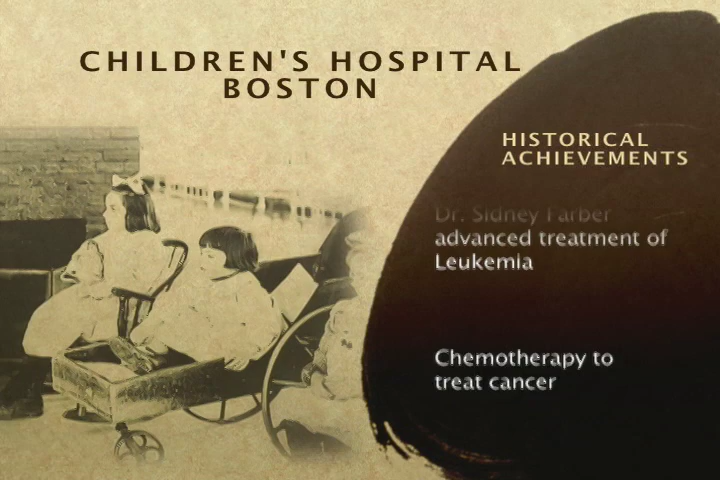 CHILDREN'S HOSPITAL
BOSTON
HISTORICAL
ACHIEVEMENTS
Dr. Sidney Farber
advanced treatment of
Leukemia
Chemotherapy to
treat cancer